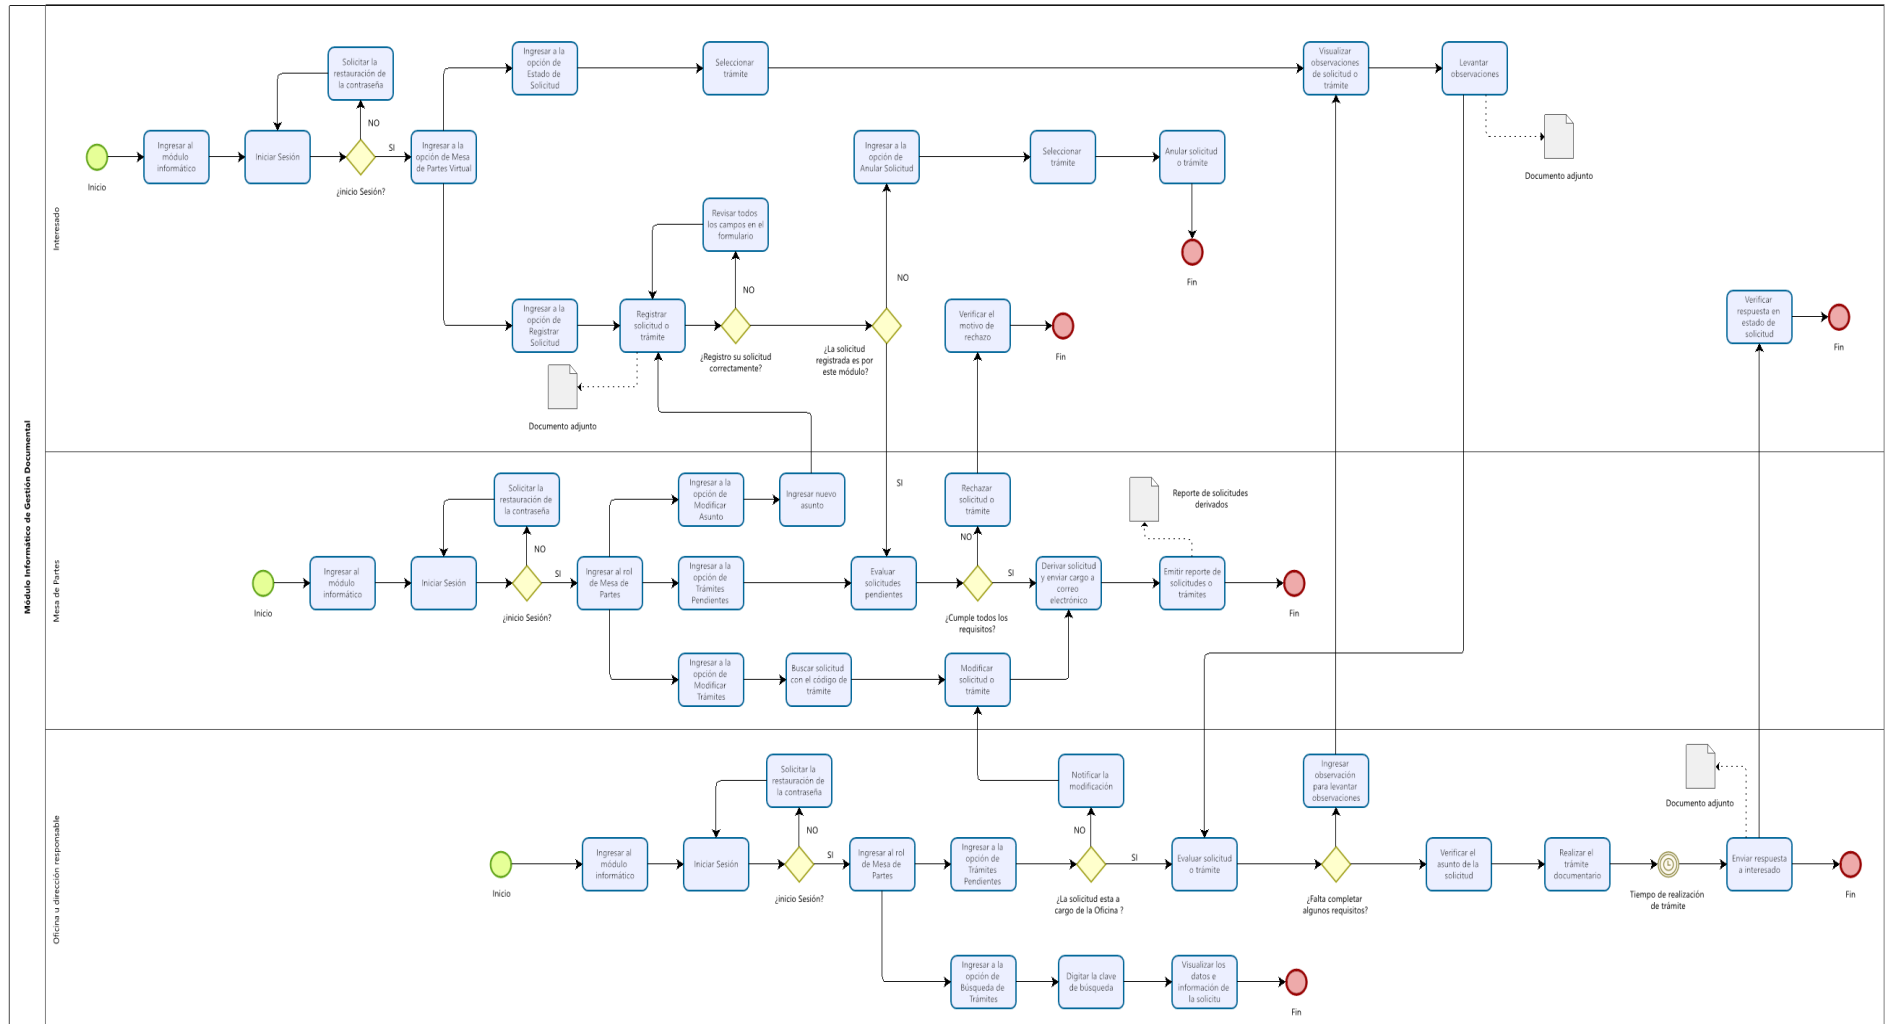 Módulo Informático de Gestión Documental
Interesado
Inicio
Ingresar al
módulo
informático
Iniciar Sesión
Solicitar la
restauración de
la contraseña
NO
SI
¿inicio Sesión?
Ingresar a la
opción de Mesa
de Partes Virtual
Ingresar a la
opción de
Estado de
Solicitud
Seleccionar
trámite
Visualizar
observaciones
de solicitud o
trámite
Levantar
observaciones
Documento adjunto
Ingresar a la
opción de
Anular Solicitud
Seleccionar
trámite
Anular solicitud
o trámite
Fin
Revisar todos
los campos en el
formulario
NO
NO
Ingresar a la
opción de
Registrar
Solicitud
Registrar
solicitud o
trámite
¿Registro su solicitud
correctamente?
¿La solicitud
registrada es por
este módulo?
Verificar el
motivo de
rechazo
Fin
Verificar
respuesta en
estado de
solicitud
Fin
Documento adjunto
Mesa de Partes
Inicio
Ingresar al
módulo
informático
Iniciar Sesión
Solicitar la
restauración de
la contraseña
NO
SI
¿inicio Sesión?
Ingresar al rol
de Mesa de
Partes
Ingresar a la
opción de
Modificar
Asunto
Ingresar nuevo
asunto
SI
Rechazar
solicitud o
trámite
NO
Reporte de solicitudes
derivados
Ingresar a la
opción de
Trámites
Pendientes
Evaluar
solicitudes
pendientes
¿Cumple todos los
requisitos?
SI
Derivar solicitud
y enviar cargo a
correo
electrónico
Emitir reporte de
solicitudes o
trámites
Fin
Ingresar a la
opción de
Modificar
Trámites
Buscar solicitud
con el código de
trámite
Modificar
solicitud o
trámite
Oficina u dirección responsable
Inicio
Ingresar al
módulo
informático
Iniciar Sesión
Solicitar la
restauración de
la contraseña
NO
SI
¿inicio Sesión?
Ingresar al rol
de Mesa de
Partes
Ingresar a la
opción de
Trámites
Pendientes
Notificar la
modificación
NO
SI
¿La solicitud esta a
cargo de la Oficina ?
Evaluar solicitud
o trámite
Ingresar
observación
para levantar
observaciones
¿Falta completar
algunos requisitos?
Verificar el
asunto de la
solicitud
Realizar el
trámite
documentario
Tiempo de realización
de trámite
Documento adjunto
Enviar respuesta
a interesado
Fin
Ingresar a la
opción de
Búsqueda de
Trámites
Digitar la clave
de búsqueda
Visualizar los
datos e
información de
la solicitu
Fin